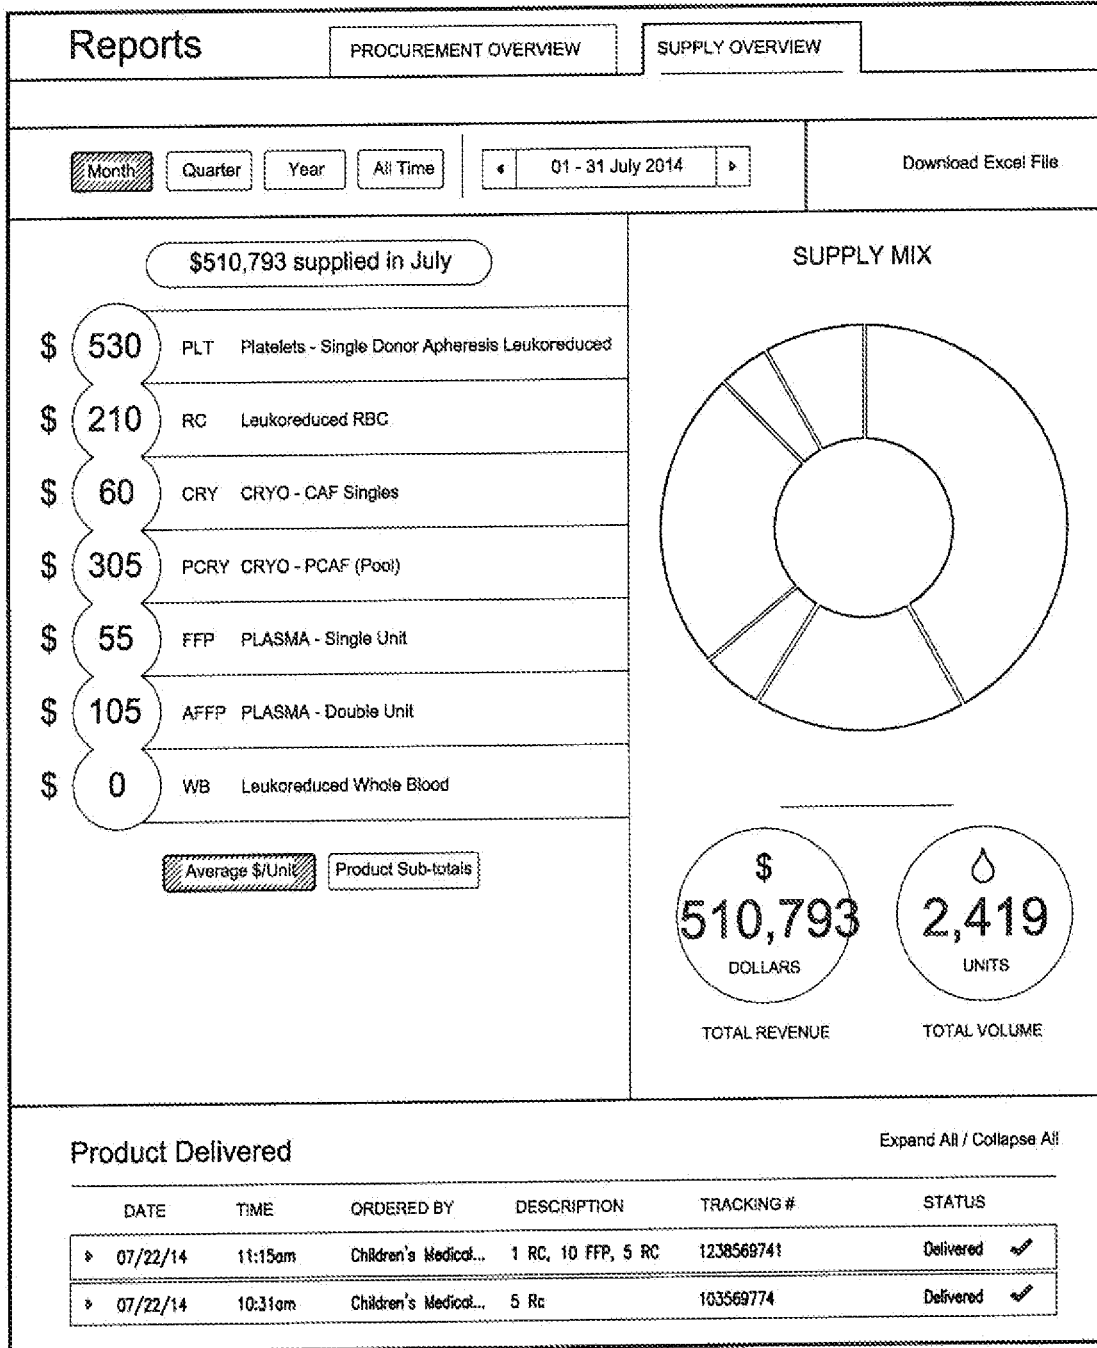 Reports
PROCUREMENT OVERVIEW
SUPPLY OVERVIEW
Month
Quarter
Year
All Time
01 - 31 July 2014
Download Excel File
$510,793 supplied in July
$ 530 PLT Platelets - Single Donor Apheresis Leukoreduced
$ 210 RC Leukoreduced RBC
$ 60 CRY CRYO - CAF Singles
$ 305 PCRY CRYO - PCAF (Pool)
$ 55 FFP PLASMA - Single Unit
$ 105 AFFP PLASMA - Double Unit
$ 0 WB Leukoreduced Whole Blood
Average $/Unit
Product Sub-totals
SUPPLY MIX
$
510,793
DOLLARS
TOTAL REVENUE
2,419
UNITS
TOTAL VOLUME
Product Delivered
Expand All / Collapse All
DATE TIME ORDERED BY DESCRIPTION TRACKING # STATUS
07/22/14 11:15am Children's Medical... 1 RC, 10 FFP, 5 RC 1238569741 Delivered
07/22/14 10:31am Children's Medical... 5 Rc 103569774 Delivered